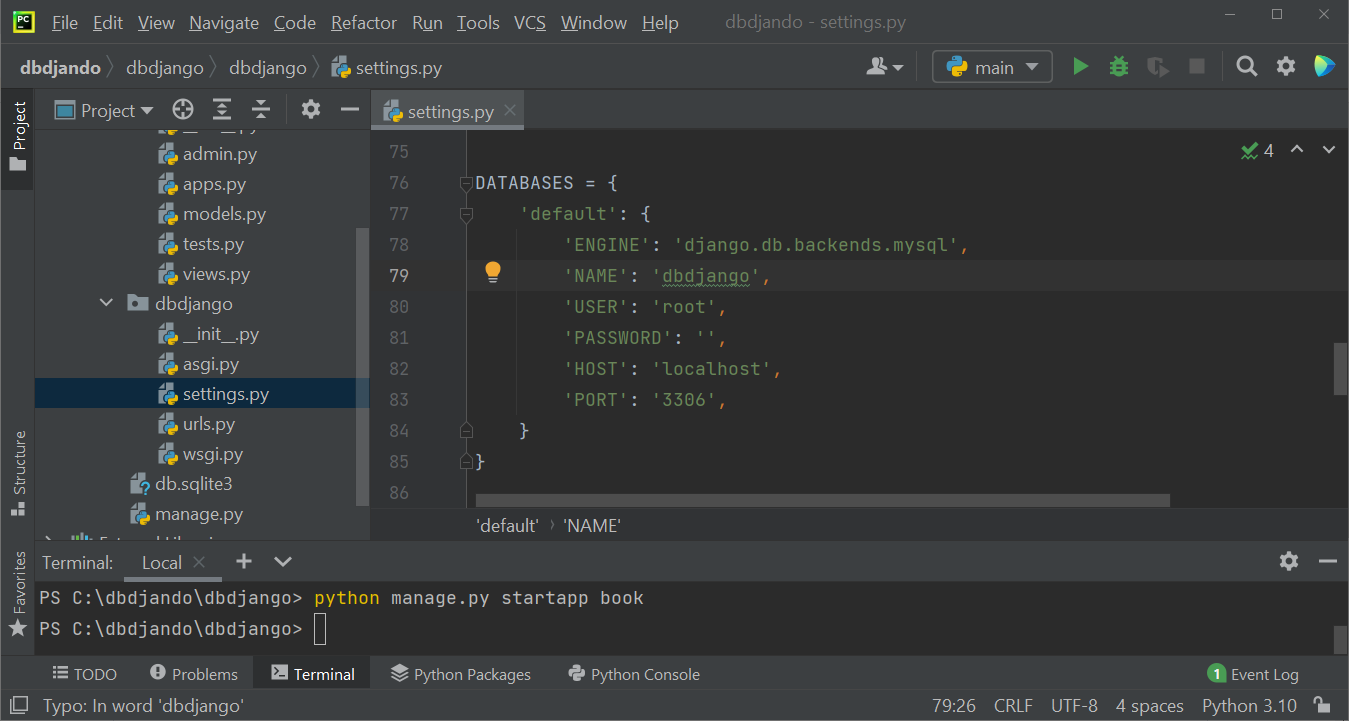 PC File Edit View Navigate Code Refactor Run Tools VCS Window Help dbdjando - settings.py
dbdjando dbdjango dbdjango settings.py main
Project
Project
settings.py
admin.py
apps.py
models.py
tests.py
views.py
dbdjango
__init__.py
asgi.py
settings.py
urls.py
wsgi.py
db.sqlite3
manage.py
Structure
Favorites
4
75
76 DATABASES = {
77 'default': {
78 'ENGINE': 'django.db.backends.mysql',
79 'NAME': 'dbdjango',
80 'USER': 'root',
81 'PASSWORD': '',
82 'HOST': 'localhost',
83 'PORT': '3306',
84 }
85 }
86
'default' › 'NAME'
Terminal: Local
PS C:\dbdjando\dbdjango> python manage.py startapp book
PS C:\dbdjando\dbdjango>
TODO Problems Terminal Python Packages Python Console 1 Event Log
Typo: In word 'dbdjango' 79:26 CRLF UTF-8 4 spaces Python 3.10